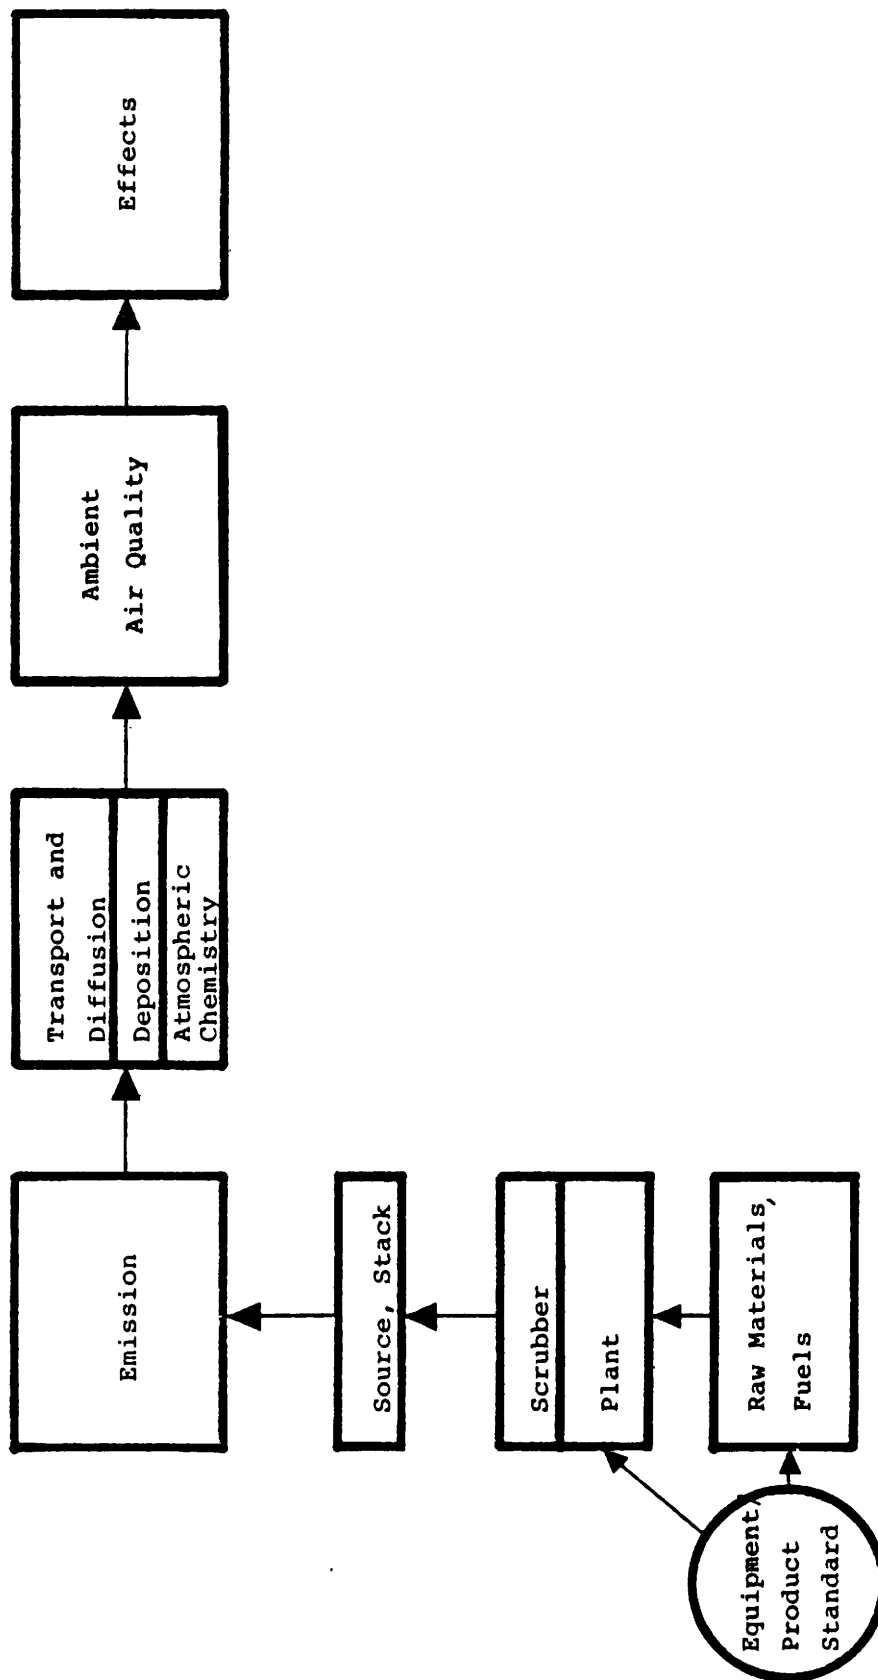 Emission
Transport and
Diffusion
Deposition
Atmospheric
Chemistry
Ambient
Air Quality
Effects
Source, Stack
Scrubber
Plant
Raw Materials,
Fuels
Equipment/
Product
Standard